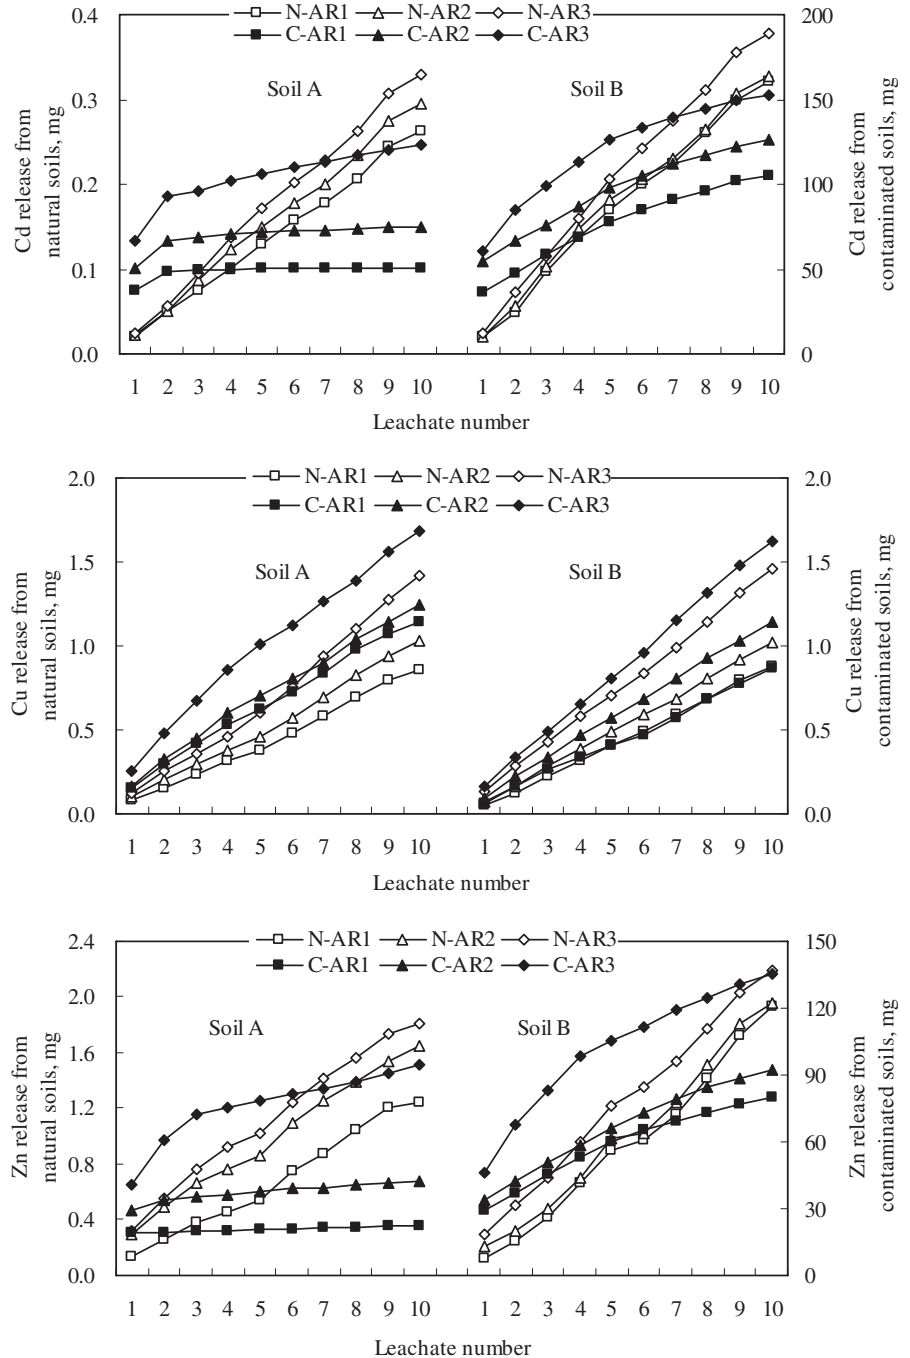 N-AR1 N-AR2 N-AR3
C-AR1 C-AR2 C-AR3
Soil A
Soil B
Cd release from
natural soils, mg
0.4
0.3
0.2
0.1
0.0
200
150
100
50
0
Cd release from
contaminated soils, mg
1 2 3 4 5 6 7 8 9 10 1 2 3 4 5 6 7 8 9 10
Leachate number
N-AR1 N-AR2 N-AR3
C-AR1 C-AR2 C-AR3
Soil A
Soil B
Cu release from
natural soils, mg
2.0
1.5
1.0
0.5
0.0
2.0
1.5
1.0
0.5
0.0
Cu release from
contaminated soils, mg
1 2 3 4 5 6 7 8 9 10 1 2 3 4 5 6 7 8 9 10
Leachate number
N-AR1 N-AR2 N-AR3
C-AR1 C-AR2 C-AR3
Soil A
Soil B
Zn release from
natural soils, mg
2.4
2.0
1.6
1.2
0.8
0.4
0.0
150
120
90
60
30
0
Zn release from
contaminated soils, mg
1 2 3 4 5 6 7 8 9 10 1 2 3 4 5 6 7 8 9 10
Leachate number